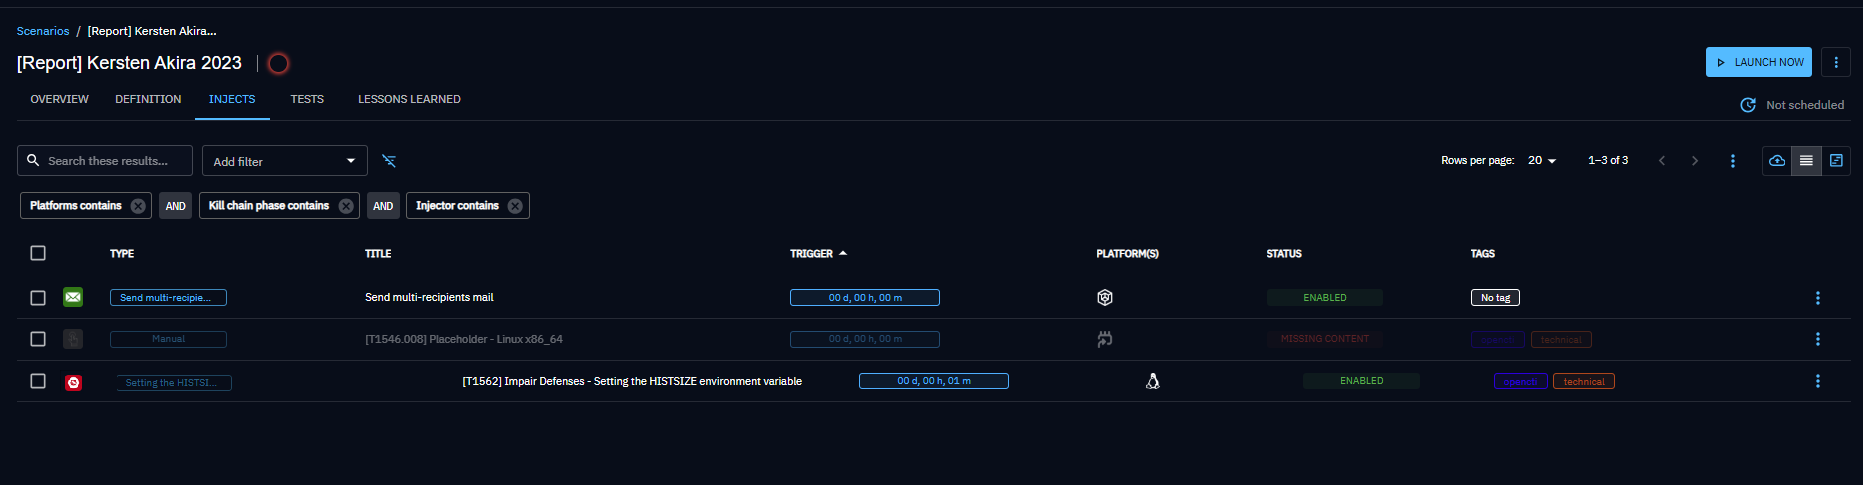 Scenarios / [Report] Kersten Akira...
[Report] Kersten Akira 2023
LAUNCH NOW
OVERVIEW DEFINITION INJECTS TESTS LESSONS LEARNED
Not scheduled
Search these results... Add filter Rows per page: 20 1–3 of 3
Platforms contains AND Kill chain phase contains AND Injector contains
TYPE TITLE TRIGGER PLATFORM(S) STATUS TAGS
Send multi-recipie... Send multi-recipients mail 00 d, 00 h, 00 m ENABLED No tag
Manual [T1546.008] Placeholder - Linux x86_64 00 d, 00 h, 00 m MISSING CONTENT opencti technical
Setting the HISTSI... [T1562] Impair Defenses - Setting the HISTSIZE environment variable 00 d, 00 h, 01 m ENABLED opencti technical